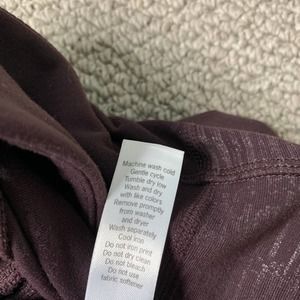 Machine wash cold
Gentle cycle
Tumble dry low
Wash and dry
with like colors
Remove promptly
from washer
and dryer
Wash separately
Cool iron
Do not iron print
Do not dry clean
Do not bleach
Do not use
fabric softener